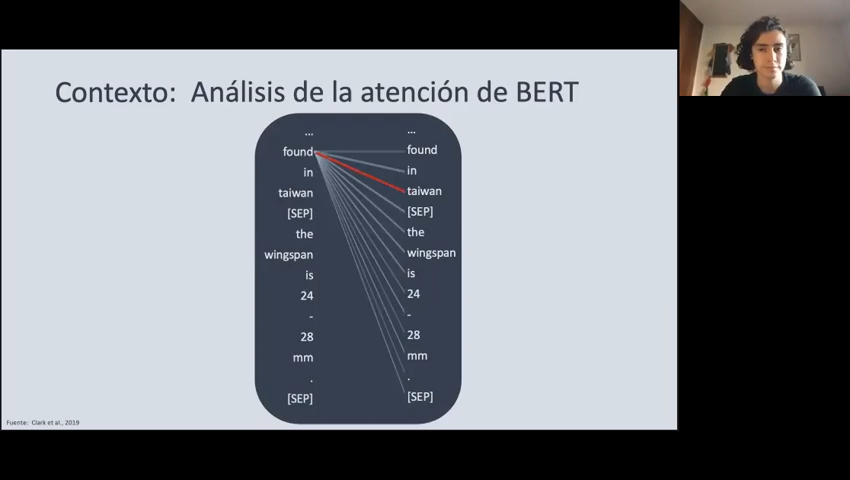 Contexto: Análisis de la atención de BERT
... ...
found found
in in
taiwan taiwan
[SEP] [SEP]
the the
wingspan wingspan
is is
24 24
- -
28 28
mm mm
. .
[SEP] [SEP]
Fuente: Clark et al., 2019